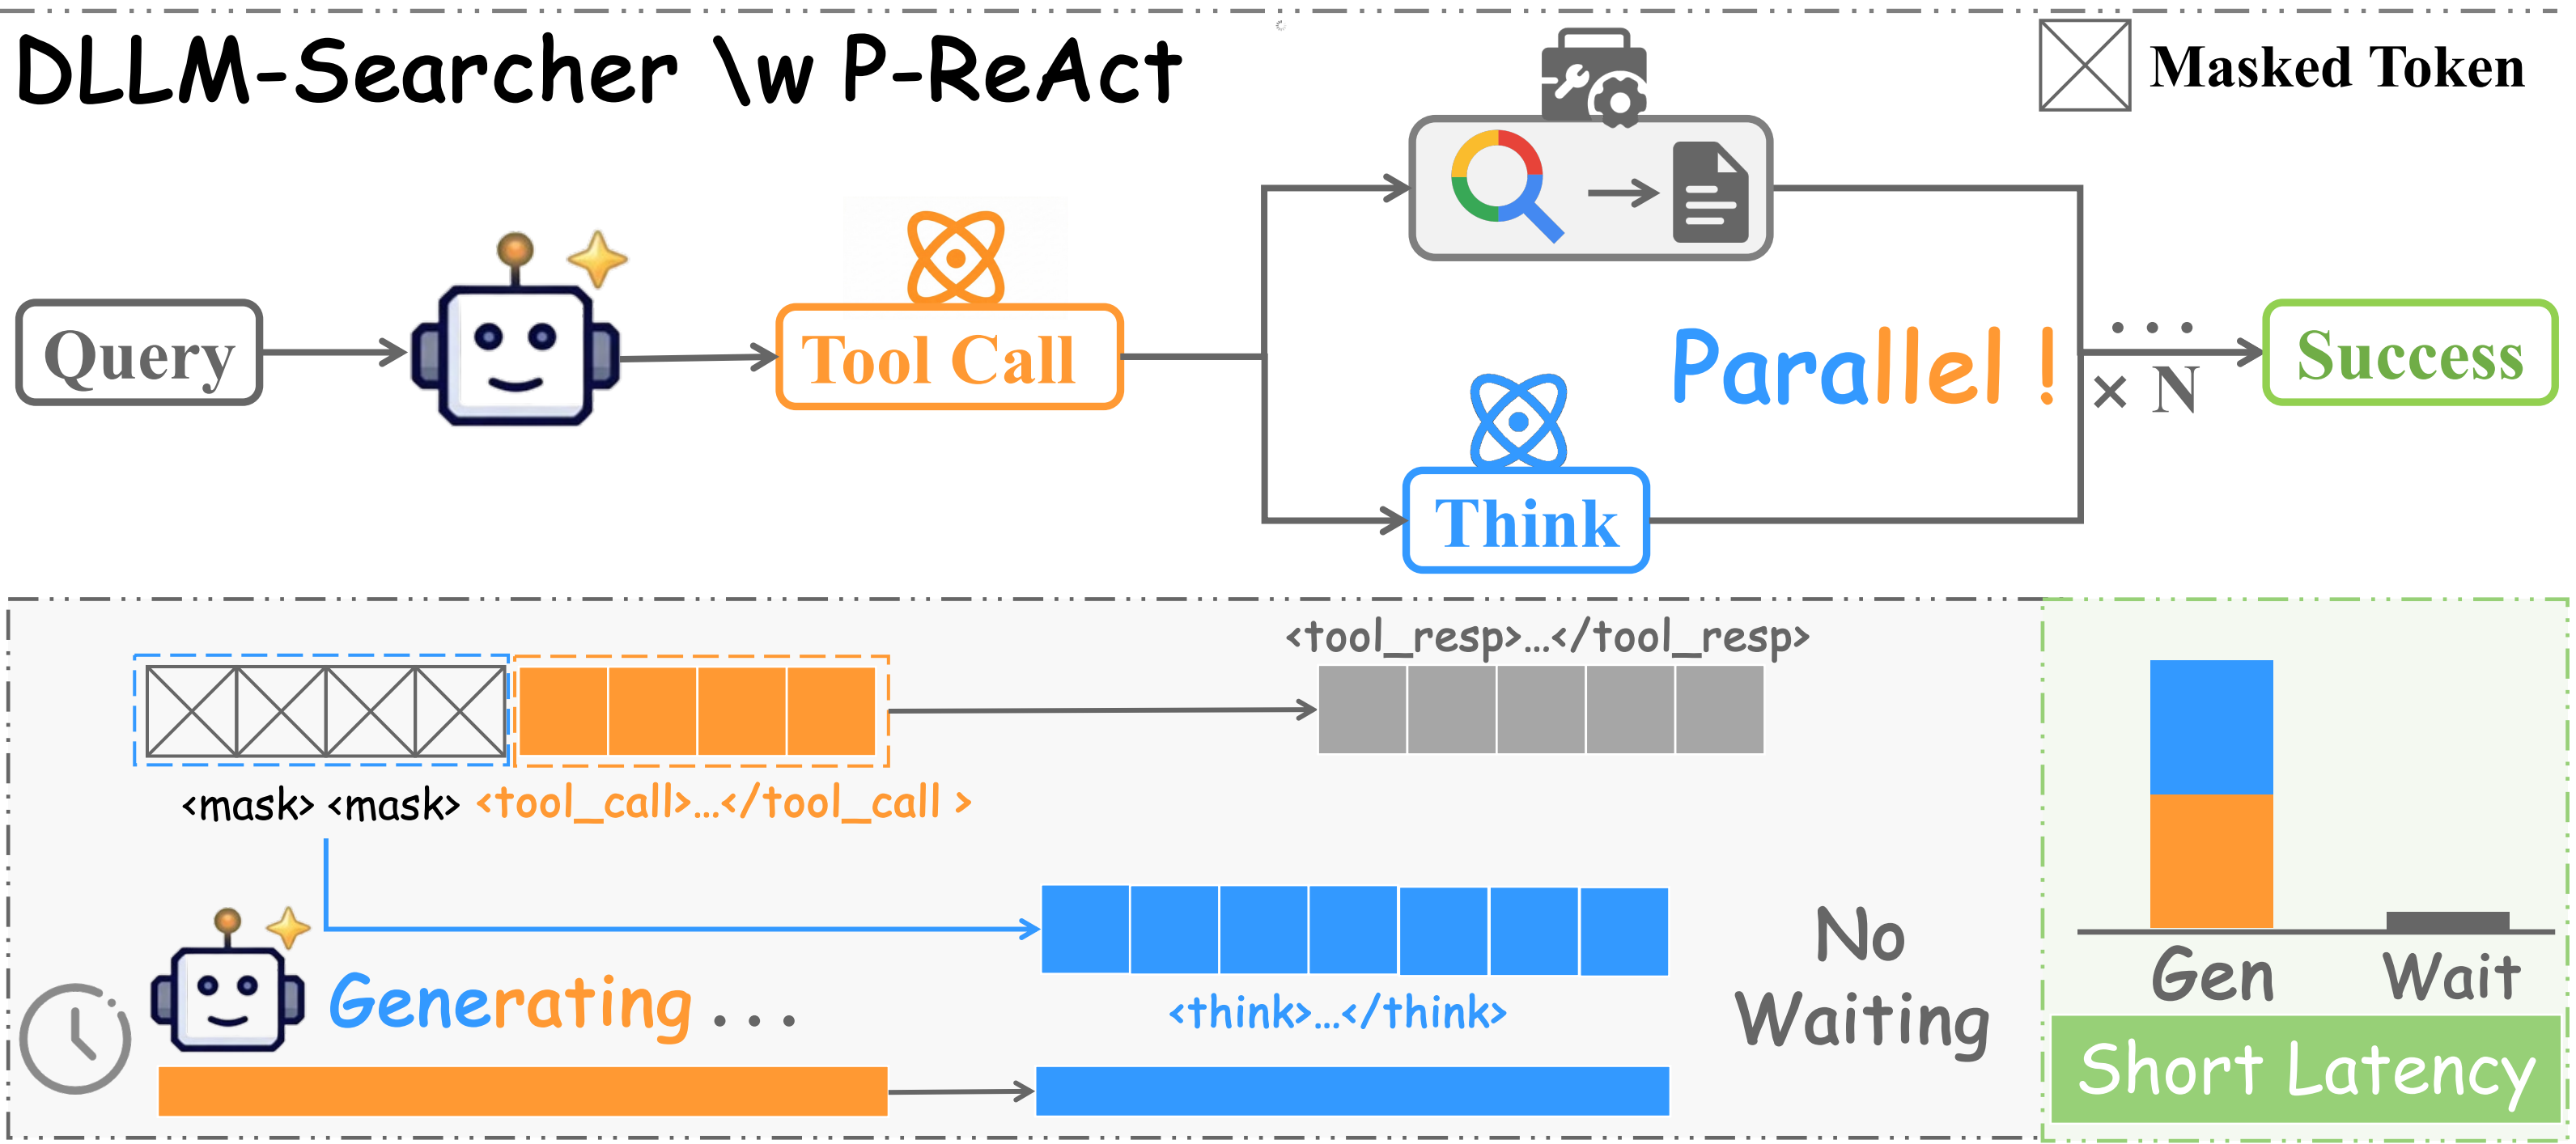 DLLM-Searcher \w P-ReAct
Masked Token
Query
Tool Call
Parallel !
...
× N
Success
Think
<tool_resp>...</tool_resp>
<mask> <mask> <tool_call>...</tool_call >
Generating ...
<think>...</think>
No
Waiting
Gen
Wait
Short Latency